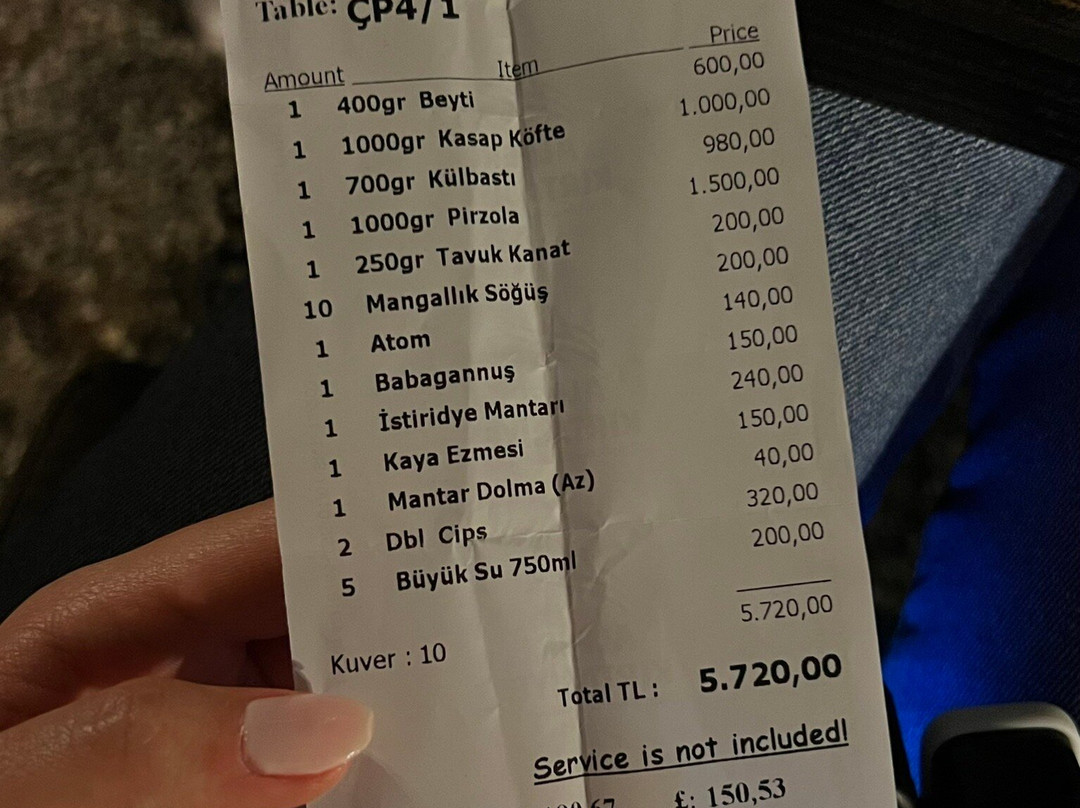 Table: ÇP4/1
Amount Item Price
1 400gr Beyti 600,00
1 1000gr Kasap Köfte 1.000,00
1 700gr Külbastı 980,00
1 1000gr Pirzola 1.500,00
1 250gr Tavuk Kanat 200,00
10 Mangallık Söğüş 200,00
1 Atom 140,00
1 Babagannuş 150,00
1 İstiridye Mantarı 240,00
1 Kaya Ezmesi 150,00
1 Mantar Dolma (Az) 40,00
2 Dbl Cips 320,00
5 Büyük Su 750ml 200,00
5.720,00
Kuver : 10
Total TL : 5.720,00
Service is not included!
£: 150,53